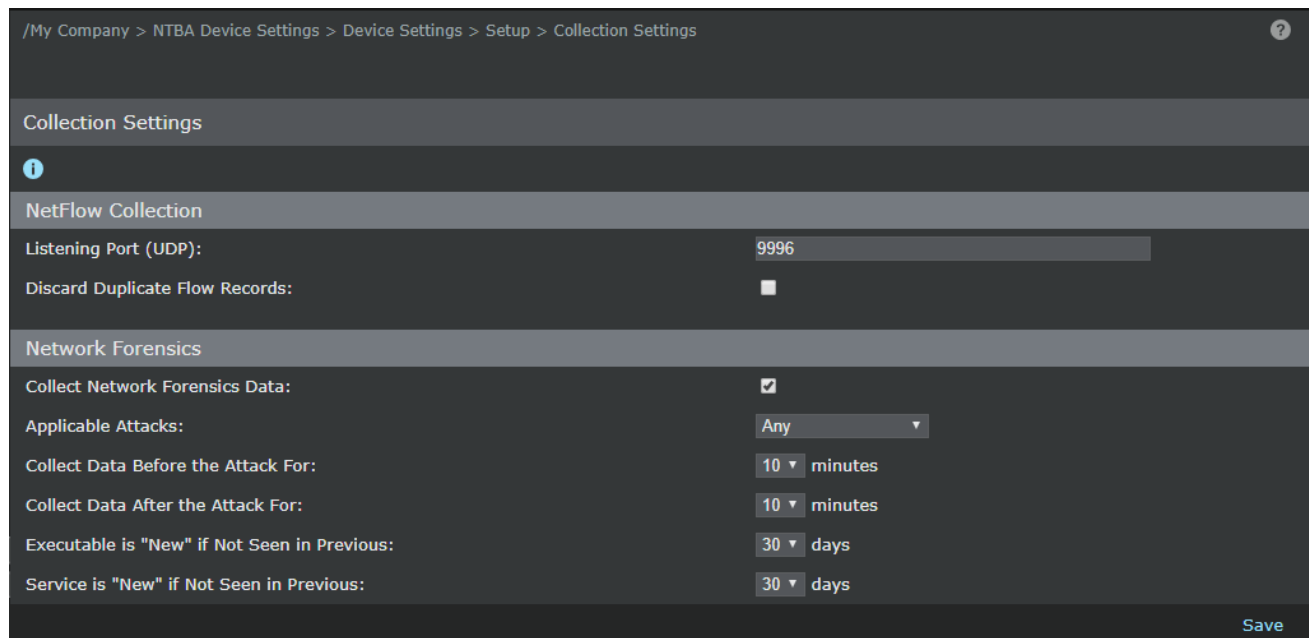 /My Company > NTBA Device Settings > Device Settings > Setup > Collection Settings ?
Collection Settings
i
NetFlow Collection
Listening Port (UDP): 9996
Discard Duplicate Flow Records:
Network Forensics
Collect Network Forensics Data:
Applicable Attacks: Any
Collect Data Before the Attack For: 10 minutes
Collect Data After the Attack For: 10 minutes
Executable is "New" if Not Seen in Previous: 30 days
Service is "New" if Not Seen in Previous: 30 days
Save